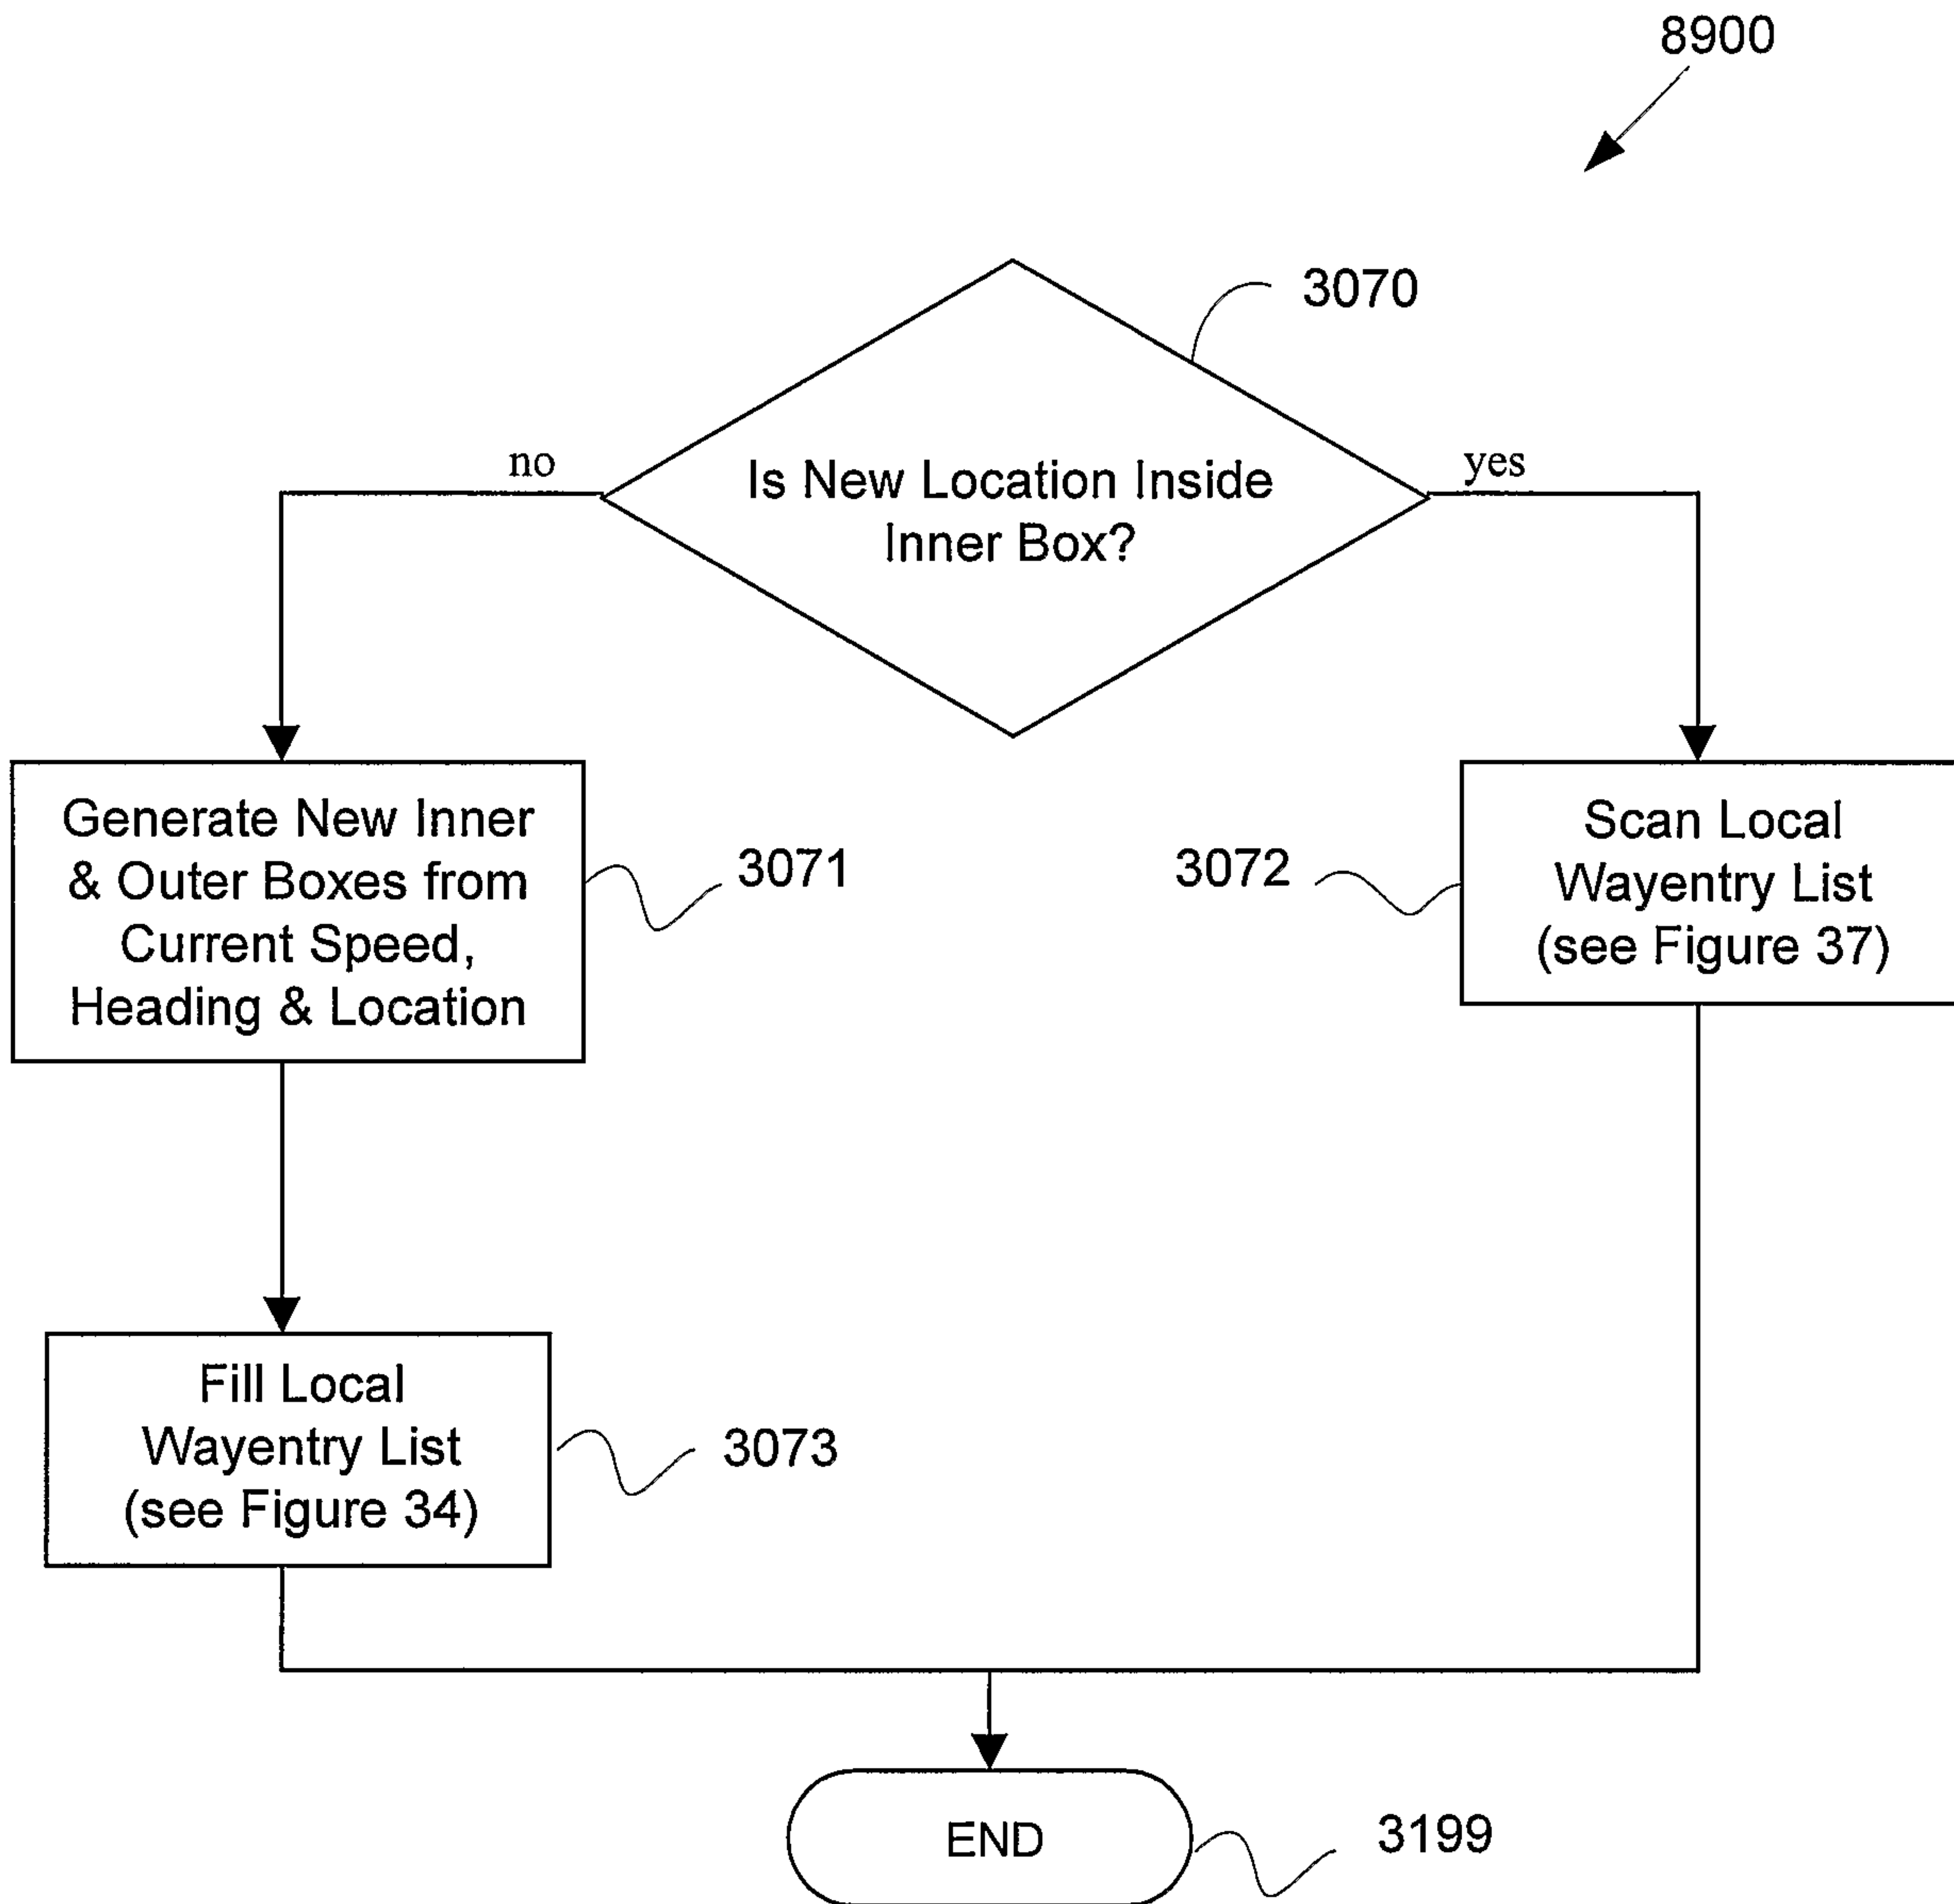 8900
3070
no
yes
Is New Location Inside
Inner Box?
Generate New Inner
& Outer Boxes from
Current Speed,
Heading & Location
3071
3072
Scan Local
Wayentry List
(see Figure 37)
Fill Local
Wayentry List
(see Figure 34)
3073
END
3199